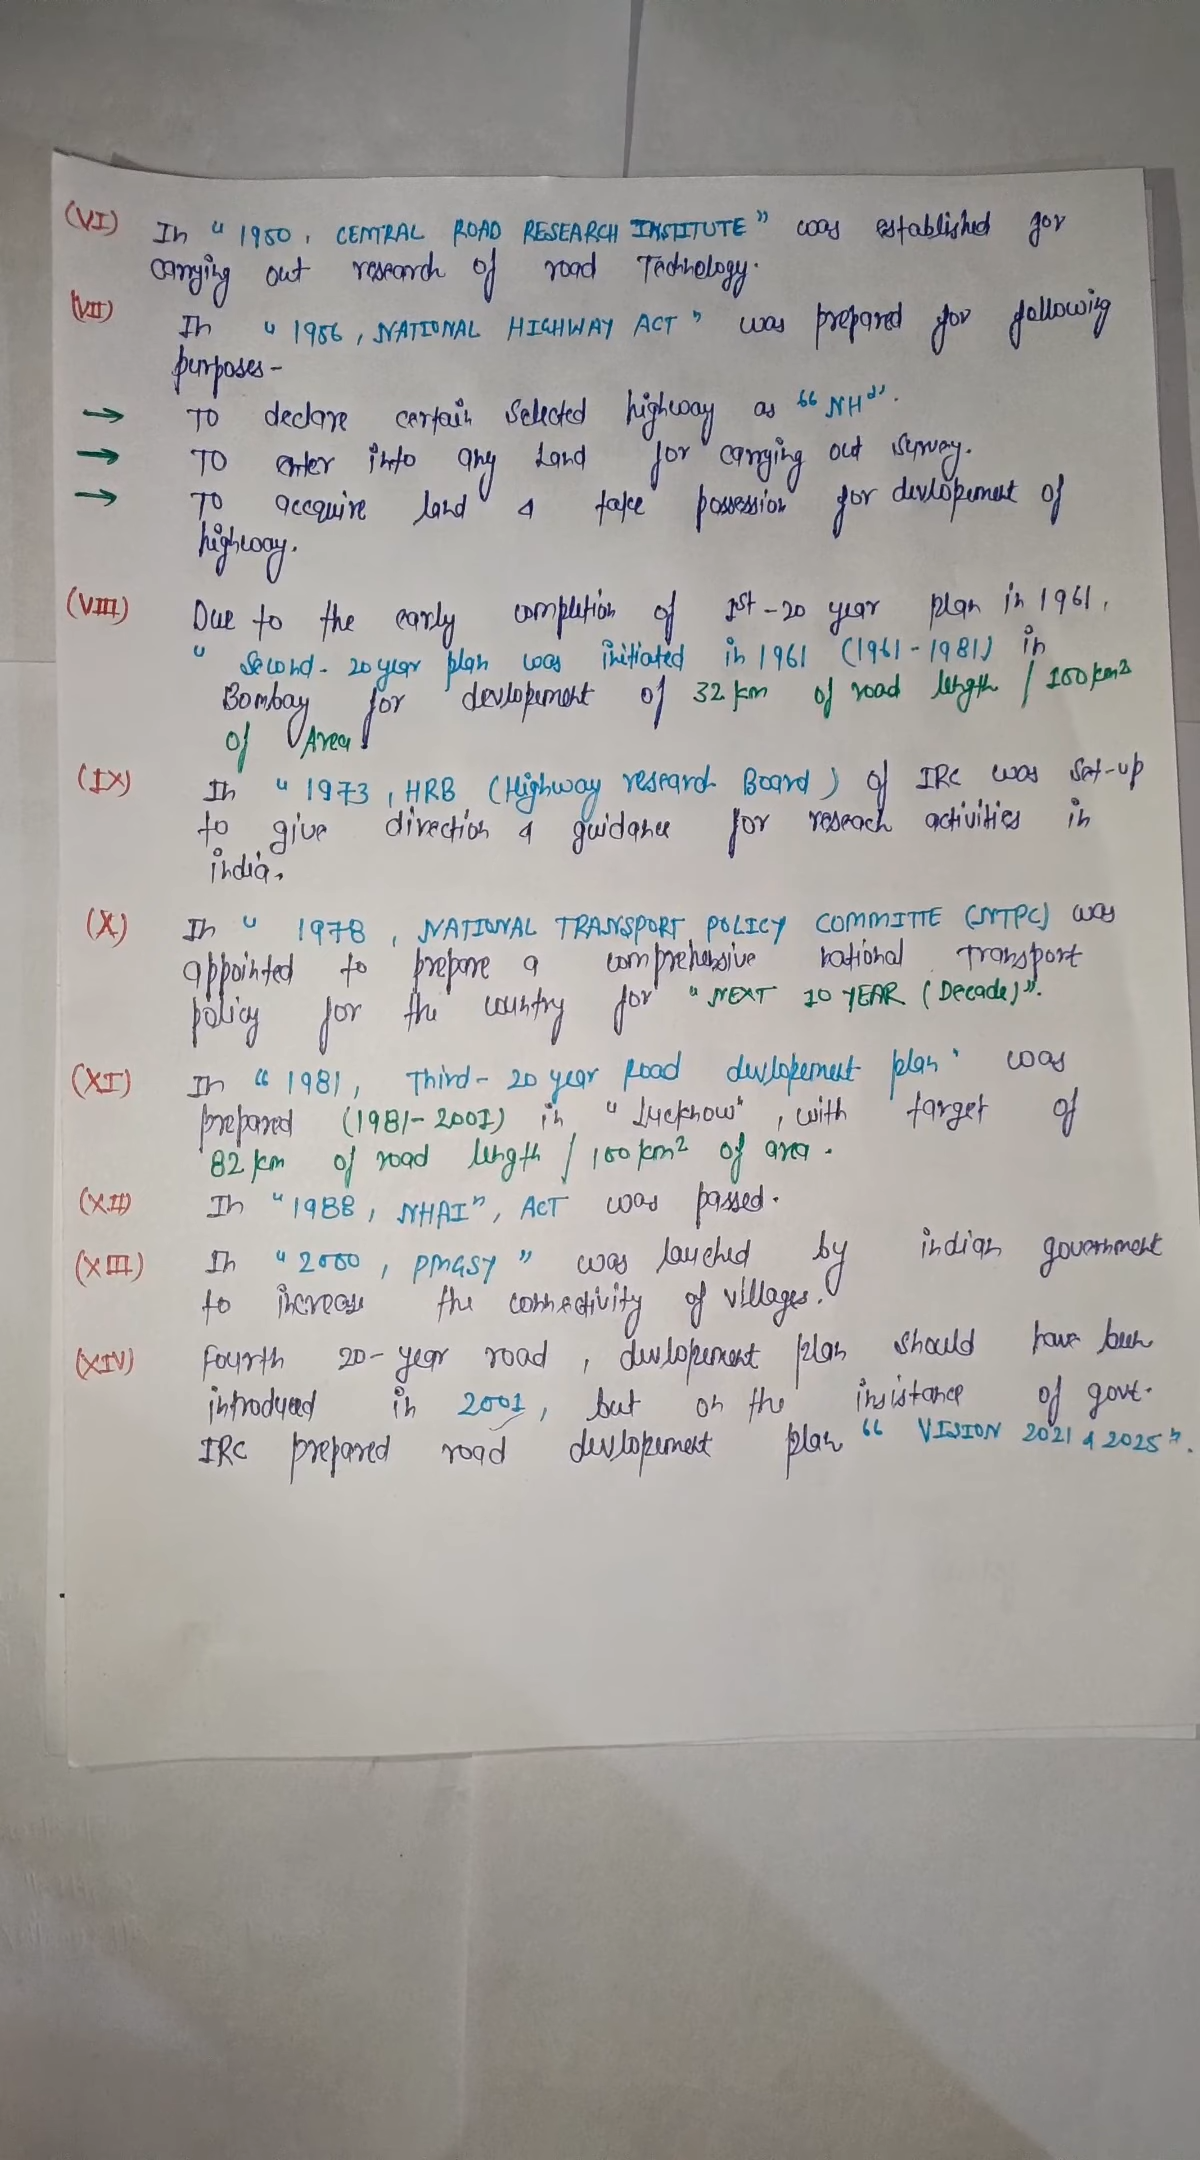 (VI) In "1950, CENTRAL ROAD RESEARCH INSTITUTE" was established for
carrying out research of road Technology.
(VII) In "1956, NATIONAL HIGHWAY ACT" was prepared for following
purposes-
→ TO declare certain selected highway as "NH".
→ TO enter into any Land for carrying out survey.
→ TO accquire land & take possession for devlopement of
highway.
(VIII) Due to the early completion of 1st-20 year plan in 1961,
" Second-20 year plan was initiated in 1961 (1961-1981) in
Bombay for devlopement of 32 km of road length / 100 km²
of Area.
(IX) In "1973, HRB (Highway research Board) of IRC was set-up
to give direction & guidance for reseach activities in
india.
(X) In " 1978, NATIONAL TRANSPORT POLICY COMMITTE (NTPC) was
appointed to prepare a comprehensive national Transport
policy for the country for "NEXT 10 YEAR (Decade)".
(XI) In "1981, Third-20 year Road devlopement plan" was
prepared (1981-2001) in "Lucknow", with target of
82 km of road length / 100 km² of area.
(XII) In "1988, NHAI", ACT was passed.
(XIII) In "2000, PMGSY" was lauched by indian government
to increase the connectivity of villages.
(XIV) Fourth 20-year road, devlopement plan should have been
introduced in 2001, but on the insistance of govt.
IRC prepared road devlopement plan "VISION 2021 & 2025".